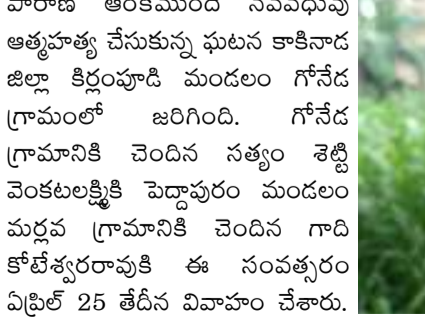 నవవధువు
ఆత్మహత్య చేసుకున్న ఘటన కాకినాడ
జిల్లా కిర్లంపూడి మండలం గోనేడ
గ్రామంలో జరిగింది. గోనేడ
గ్రామానికి చెందిన సత్యం శెట్టి
వెంకటలక్ష్మికి పెద్దాపురం మండలం
మర్లవ గ్రామానికి చెందిన గాది
కోటేశ్వరరావుకి ఈ సంవత్సరం
ఏప్రిల్ 25 తేదీన వివాహం చేశారు.